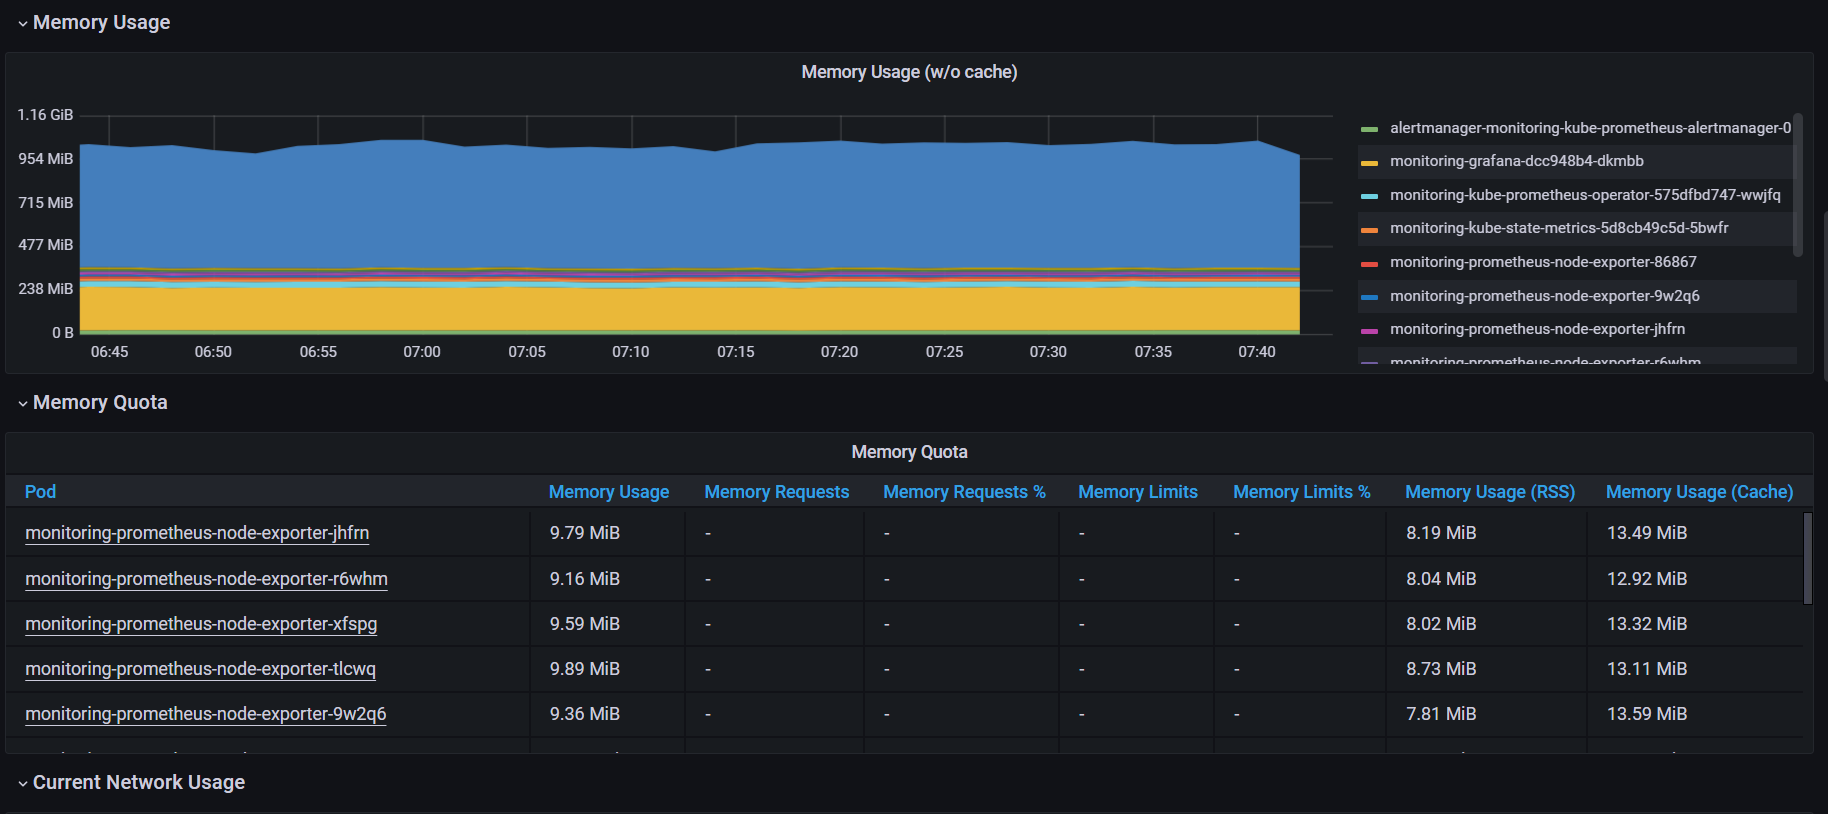 Memory Usage
Memory Usage (w/o cache)
1.16 GiB
954 MiB
715 MiB
477 MiB
238 MiB
0 B
06:45 06:50 06:55 07:00 07:05 07:10 07:15 07:20 07:25 07:30 07:35 07:40
alertmanager-monitoring-kube-prometheus-alertmanager-0
monitoring-grafana-dcc948b4-dkmbb
monitoring-kube-prometheus-operator-575dfbd747-wwjfq
monitoring-kube-state-metrics-5d8cb49c5d-5bwfr
monitoring-prometheus-node-exporter-86867
monitoring-prometheus-node-exporter-9w2q6
monitoring-prometheus-node-exporter-jhfrn
monitoring-prometheus-node-exporter-r6whm
Memory Quota
Memory Quota
Pod Memory Usage Memory Requests Memory Requests % Memory Limits Memory Limits % Memory Usage (RSS) Memory Usage (Cache)
monitoring-prometheus-node-exporter-jhfrn 9.79 MiB - - - - 8.19 MiB 13.49 MiB
monitoring-prometheus-node-exporter-r6whm 9.16 MiB - - - - 8.04 MiB 12.92 MiB
monitoring-prometheus-node-exporter-xfspg 9.59 MiB - - - - 8.02 MiB 13.32 MiB
monitoring-prometheus-node-exporter-tlcwq 9.89 MiB - - - - 8.73 MiB 13.11 MiB
monitoring-prometheus-node-exporter-9w2q6 9.36 MiB - - - - 7.81 MiB 13.59 MiB
Current Network Usage